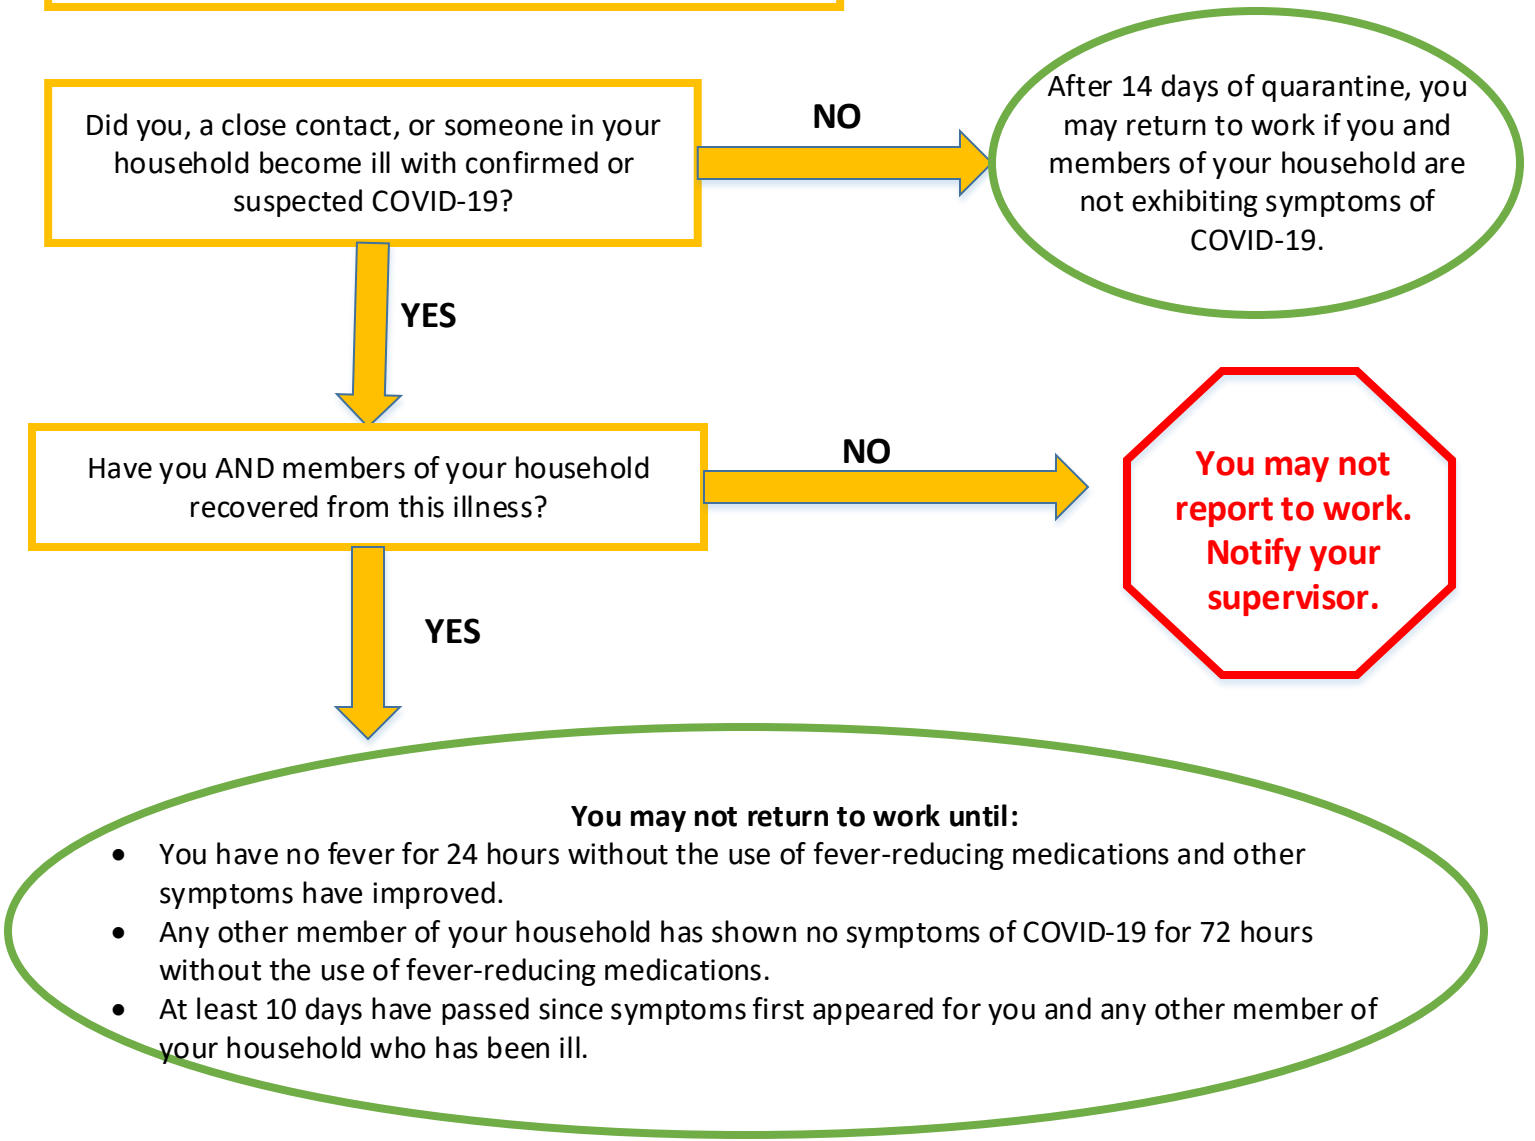 Did you, a close contact, or someone in your
household become ill with confirmed or
suspected COVID-19?
NO
After 14 days of quarantine, you
may return to work if you and
members of your household are
not exhibiting symptoms of
COVID-19.
YES
Have you AND members of your household
recovered from this illness?
NO
You may not
report to work.
Notify your
supervisor.
YES
You may not return to work until:
• You have no fever for 24 hours without the use of fever-reducing medications and other
symptoms have improved.
• Any other member of your household has shown no symptoms of COVID-19 for 72 hours
without the use of fever-reducing medications.
• At least 10 days have passed since symptoms first appeared for you and any other member of
your household who has been ill.